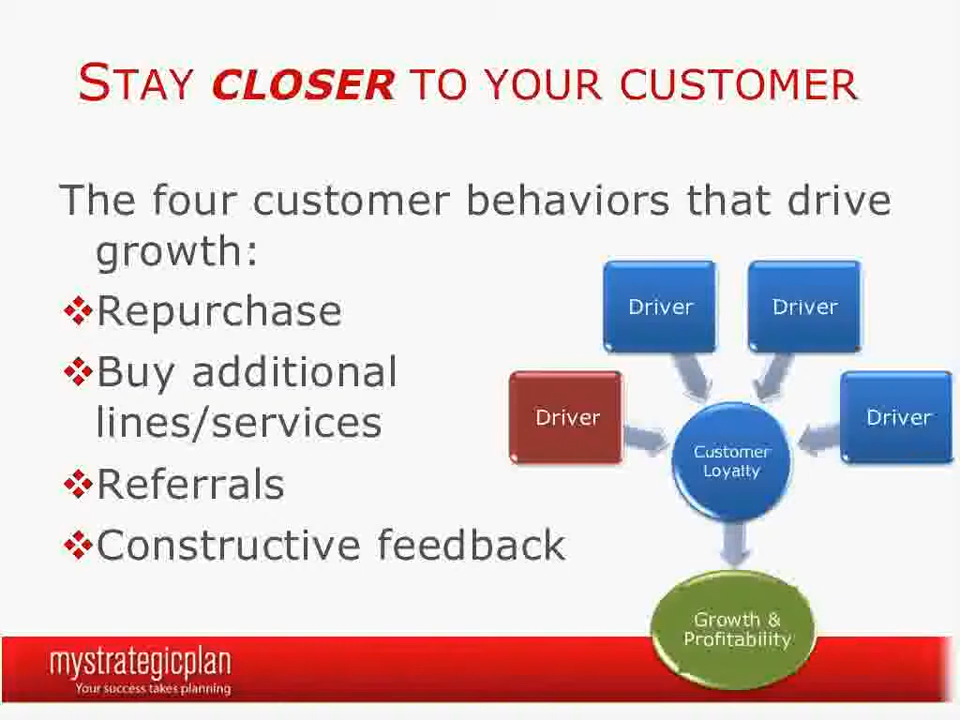 STAY CLOSER TO YOUR CUSTOMER
The four customer behaviors that drive
growth:
Repurchase
Buy additional
lines/services
Referrals
Constructive feedback
Driver
Driver
Driver
Driver
Customer
Loyalty
Growth &
Profitability
mystrategicplan
Your success takes planning